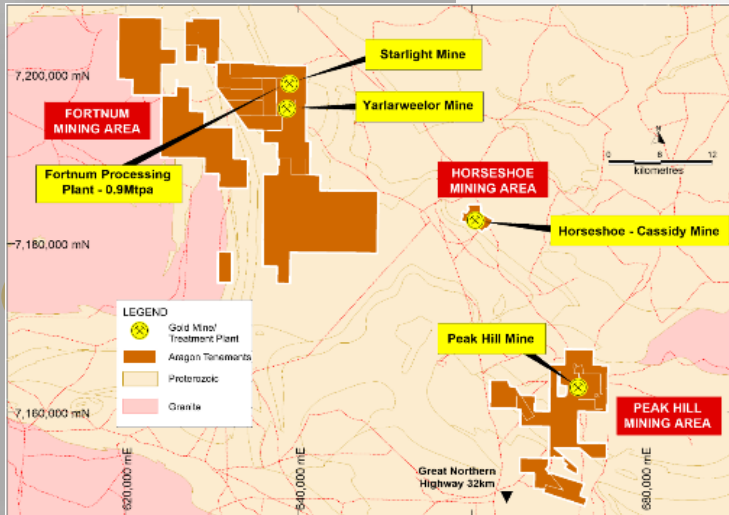 Starlight Mine
7,200,000 mN
Yarlarweelor Mine
FORTNUM
MINING AREA
N
0 6 12
kilometres
Fortnum Processing
Plant - 0.9Mtpa
HORSESHOE
MINING AREA
Horseshoe - Cassidy Mine
7,180,000 mN
LEGEND
Gold Mine/
Treatment Plant
Aragon Tenements
Proterozoic
Granite
Peak Hill Mine
7,160,000 mN
PEAK HILL
MINING AREA
Great Northern
Highway 32km
620,000 mE
640,000 mE
680,000 mE